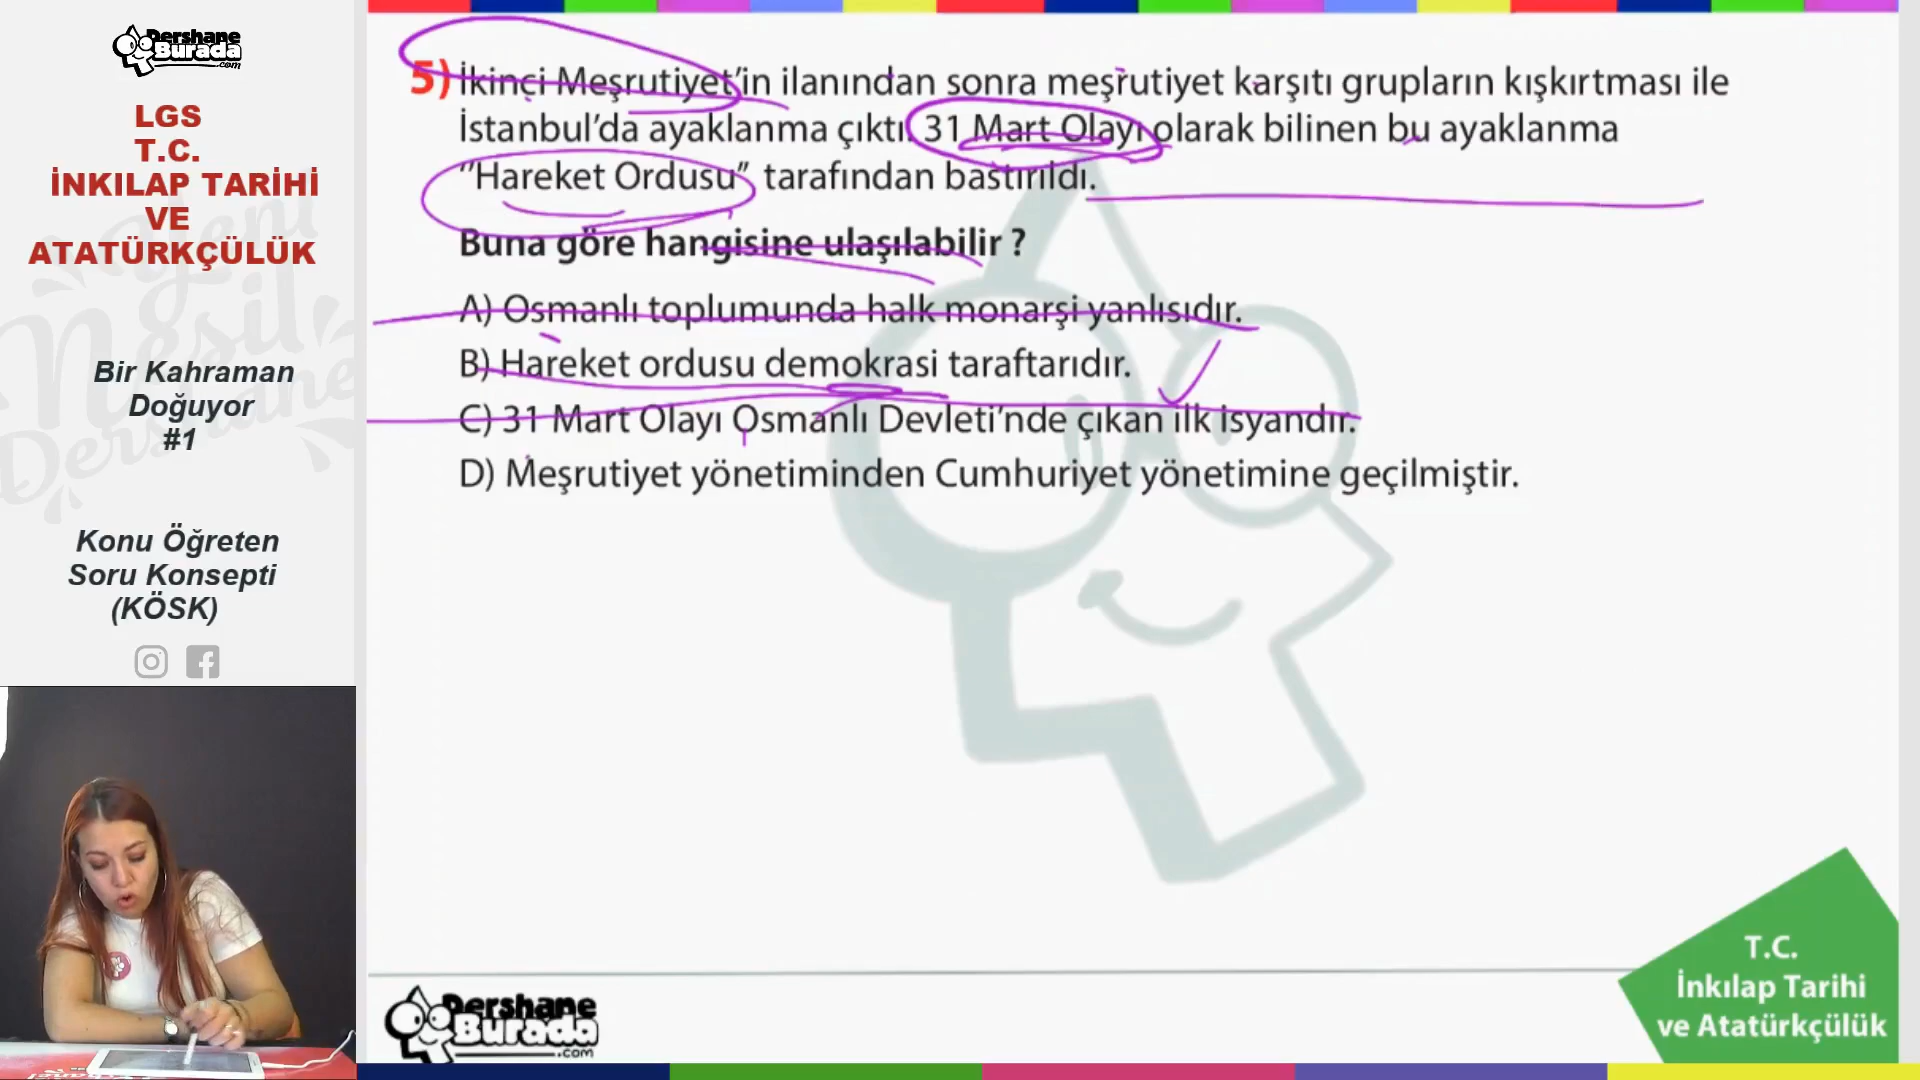 Dershane
Burada
.com
LGS
T.C.
İNKILAP TARİHİ
VE
ATATÜRKÇÜLÜK
Yeni
Nesil
Dershane
Bir Kahraman
Doğuyor
#1
Konu Öğreten
Soru Konsepti
(KÖSK)
5) İkinci Meşrutiyet'in ilanından sonra meşrutiyet karşıtı grupların kışkırtması ile
İstanbul'da ayaklanma çıktı. 31 Mart Olayı olarak bilinen bu ayaklanma
"Hareket Ordusu" tarafından bastırıldı.
Buna göre hangisine ulaşılabilir ?
A) Osmanlı toplumunda halk monarşi yanlısıdır.
B) Hareket ordusu demokrasi taraftarıdır.
C) 31 Mart Olayı Osmanlı Devleti'nde çıkan ilk isyandır.
D) Meşrutiyet yönetiminden Cumhuriyet yönetimine geçilmiştir.
Dershane
Burada
.com
T.C.
İnkılap Tarihi
ve Atatürkçülük